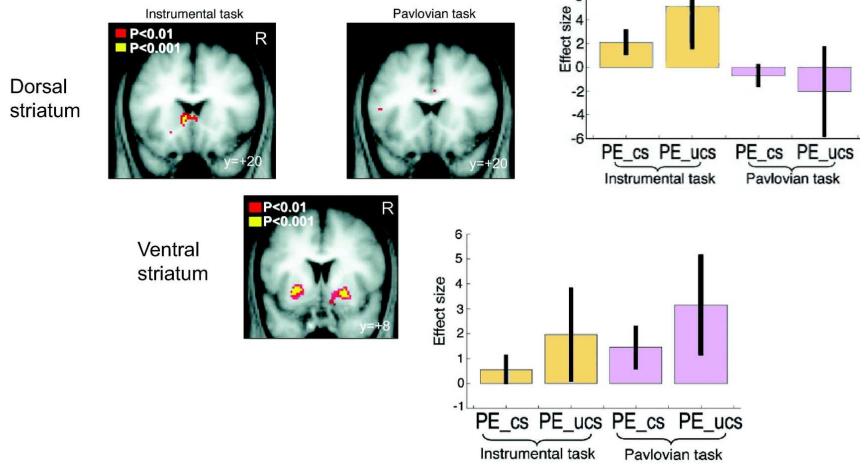 Instrumental task
Pavlovian task
P<0.01
P<0.001
R
Dorsal
striatum
y=+20
y=+20
Effect size
2
0
-2
-4
-6
PE_cs PE_ucs PE_cs PE_ucs
Instrumental task Pavlovian task
P<0.01
P<0.001
R
Ventral
striatum
y=+8
Effect size
6
5
4
3
2
1
0
-1
PE_cs PE_ucs PE_cs PE_ucs
Instrumental task Pavlovian task